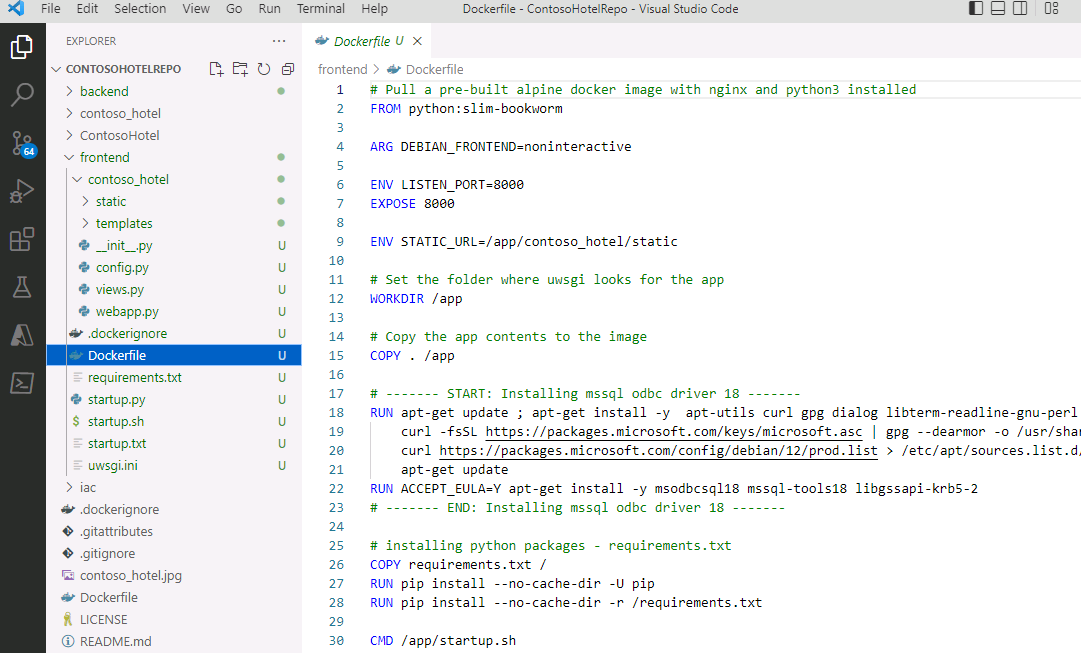 File Edit Selection View Go Run Terminal Help Dockerfile - ContosoHotelRepo - Visual Studio Code
EXPLORER ...
CONTOSOHOTELREPO
backend
contoso_hotel
ContosoHotel
frontend
contoso_hotel
static
templates
__init__.py U
config.py U
views.py U
webapp.py U
.dockerignore U
Dockerfile U
requirements.txt U
startup.py U
$ startup.sh U
startup.txt U
uwsgi.ini U
iac
.dockerignore
.gitattributes
.gitignore
contoso_hotel.jpg
Dockerfile
LICENSE
README.md
64
Dockerfile U
frontend > Dockerfile
1 # Pull a pre-built alpine docker image with nginx and python3 installed
2 FROM python:slim-bookworm
3
4 ARG DEBIAN_FRONTEND=noninteractive
5
6 ENV LISTEN_PORT=8000
7 EXPOSE 8000
8
9 ENV STATIC_URL=/app/contoso_hotel/static
10
11 # Set the folder where uwsgi looks for the app
12 WORKDIR /app
13
14 # Copy the app contents to the image
15 COPY . /app
16
17 # ------- START: Installing mssql odbc driver 18 -------
18 RUN apt-get update ; apt-get install -y  apt-utils curl gpg dialog libterm-readline-gnu-perl
19 curl -fsSL https://packages.microsoft.com/keys/microsoft.asc | gpg --dearmor -o /usr/shar
20 curl https://packages.microsoft.com/config/debian/12/prod.list > /etc/apt/sources.list.d/
21 apt-get update
22 RUN ACCEPT_EULA=Y apt-get install -y msodbcsql18 mssql-tools18 libgssapi-krb5-2
23 # ------- END: Installing mssql odbc driver 18 -------
24
25 # installing python packages - requirements.txt
26 COPY requirements.txt /
27 RUN pip install --no-cache-dir -U pip
28 RUN pip install --no-cache-dir -r /requirements.txt
29
30 CMD /app/startup.sh